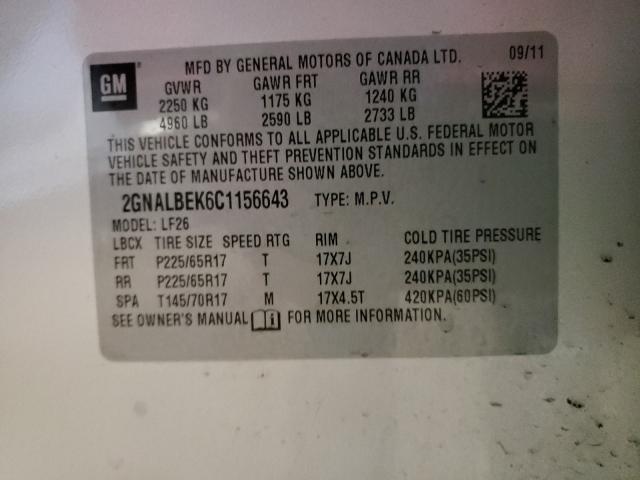 GM
®
MFD BY GENERAL MOTORS OF CANADA LTD. 09/11
GVWR GAWR FRT GAWR RR
2250 KG 1175 KG 1240 KG
4960 LB 2590 LB 2733 LB
THIS VEHICLE CONFORMS TO ALL APPLICABLE U.S. FEDERAL MOTOR
VEHICLE SAFETY AND THEFT PREVENTION STANDARDS IN EFFECT ON
THE DATE OF MANUFACTURE SHOWN ABOVE.
2GNALBEK6C1156643 TYPE: M.P.V.
MODEL: LF26
LBCX TIRE SIZE SPEED RTG RIM COLD TIRE PRESSURE
FRT P225/65R17 T 17X7J 240KPA(35PSI)
RR P225/65R17 T 17X7J 240KPA(35PSI)
SPA T145/70R17 M 17X4.5T 420KPA(60PSI)
SEE OWNER'S MANUAL FOR MORE INFORMATION.